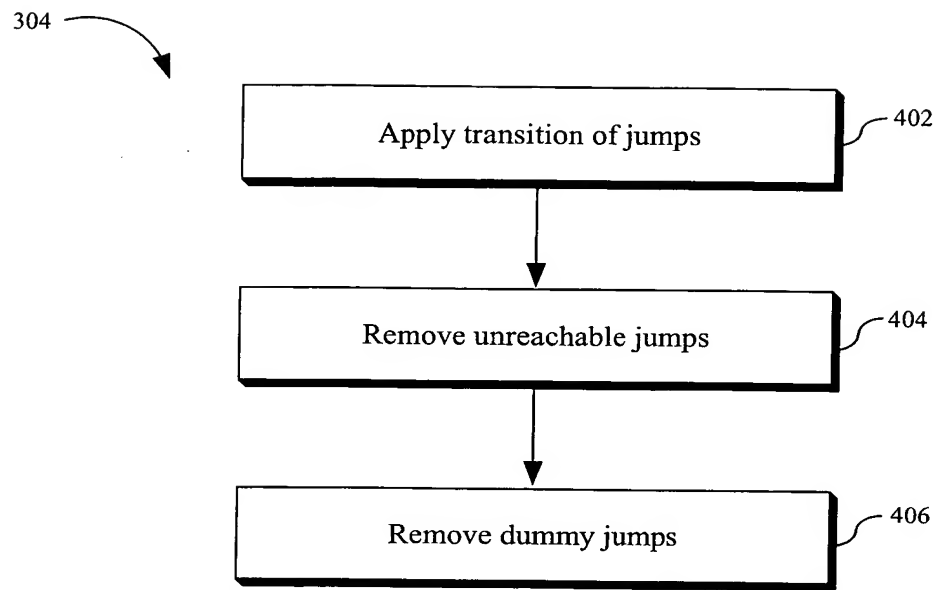 304
Apply transition of jumps
402
Remove unreachable jumps
404
Remove dummy jumps
406